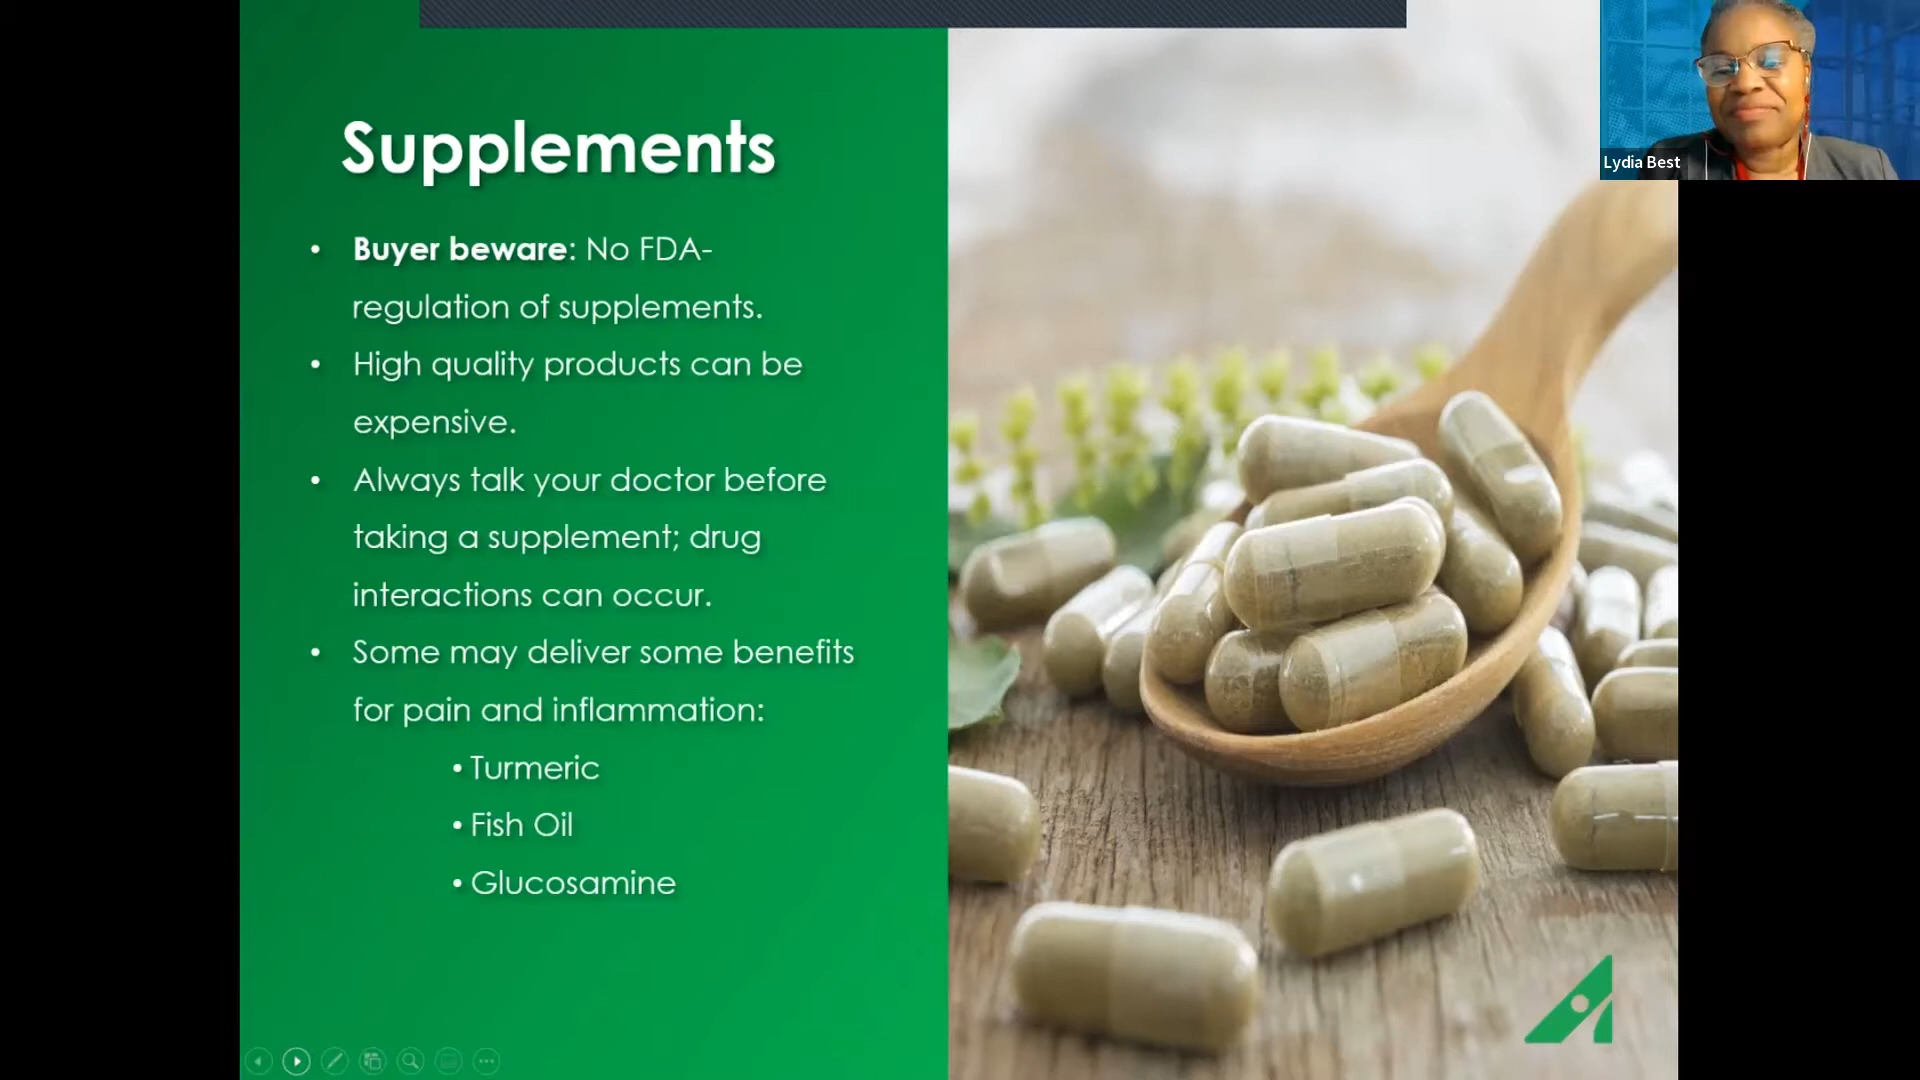 Supplements
• Buyer beware: No FDA-
regulation of supplements.
• High quality products can be
expensive.
• Always talk your doctor before
taking a supplement; drug
interactions can occur.
• Some may deliver some benefits
for pain and inflammation:
• Turmeric
• Fish Oil
• Glucosamine
Lydia Best